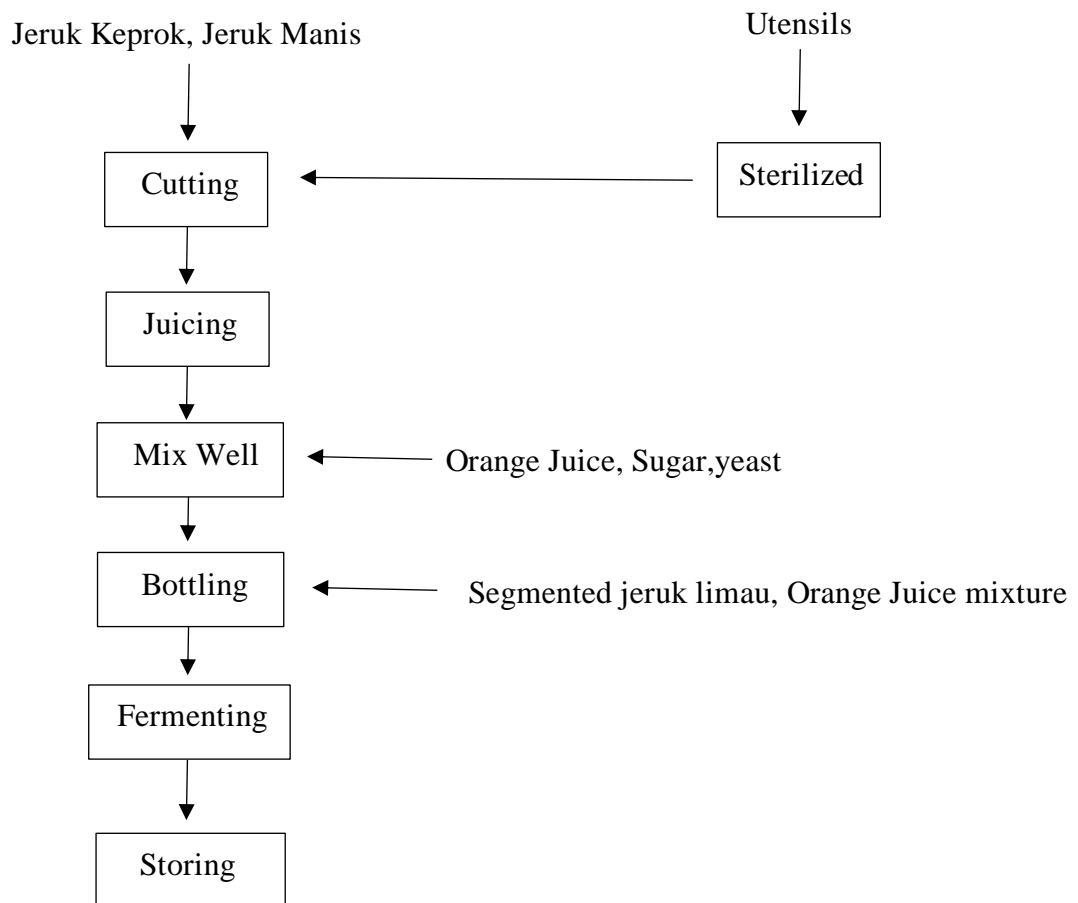 Jeruk Keprok, Jeruk Manis
Utensils
Cutting
Sterilized
Juicing
Mix Well
Orange Juice, Sugar,yeast
Bottling
Segmented jeruk limau, Orange Juice mixture
Fermenting
Storing